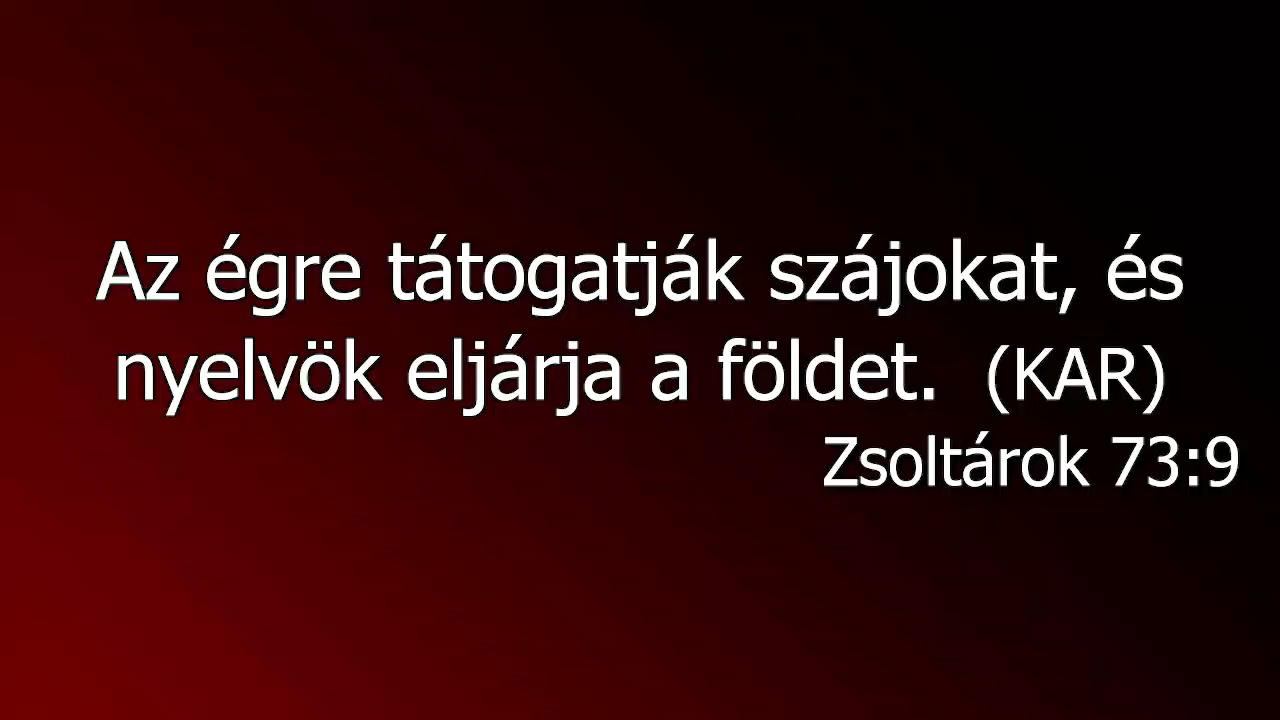 Az égre tátogatják szájokat, és
nyelvök eljárja a földet.  (KAR)
Zsoltárok 73:9